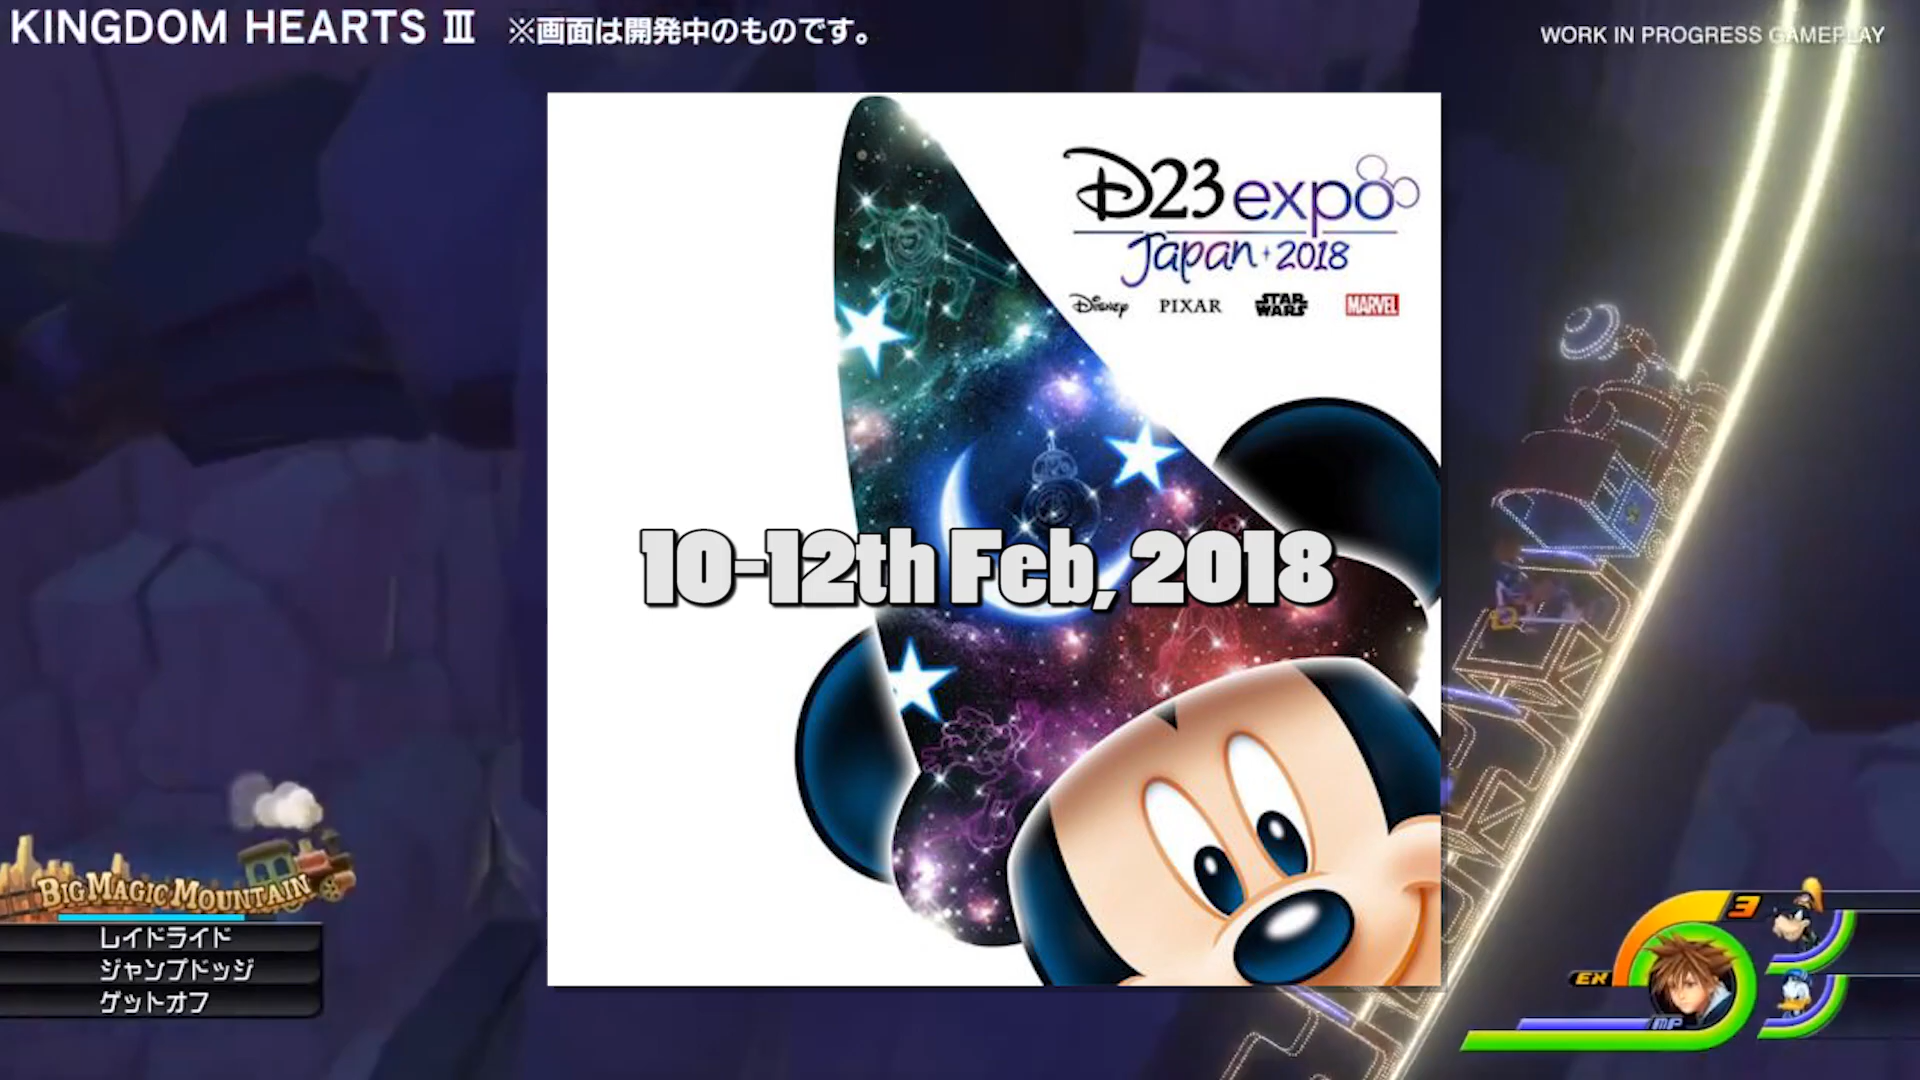 KINGDOM HEARTS III ※画面は開発中のものです。
WORK IN PROGRESS GAMEPLAY
D23 expo
Japan 2018
Disney PIXAR STAR WARS MARVEL
10-12th Feb, 2018
BIG MAGIC MOUNTAIN
レイドライド
ジャンプドッジ
ゲットオフ
3
EX
MP